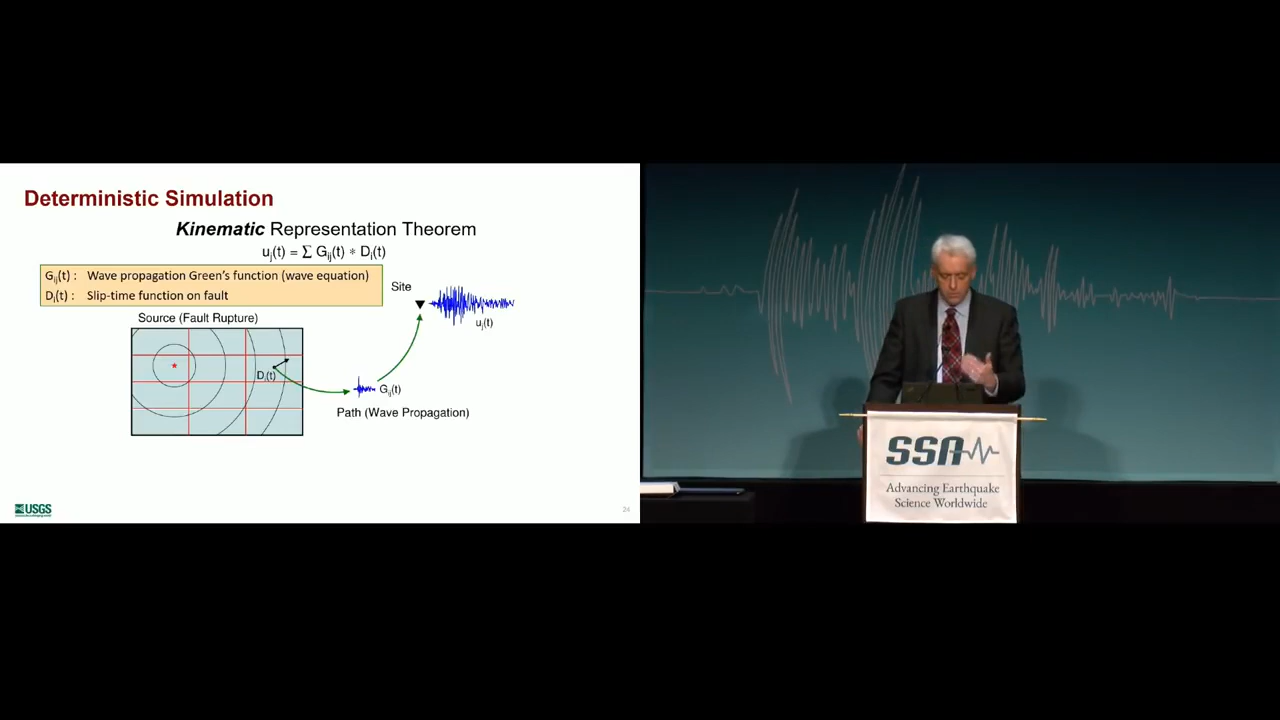 Deterministic Simulation
Kinematic Representation Theorem
uj(t) = Σ Gij(t) * Di(t)
Gij(t) : Wave propagation Green's function (wave equation)
Di(t) : Slip-time function on fault
Source (Fault Rupture)
Site
uj(t)
Di(t)
Gij(t)
Path (Wave Propagation)
USGS
24
SSA
Advancing Earthquake
Science Worldwide